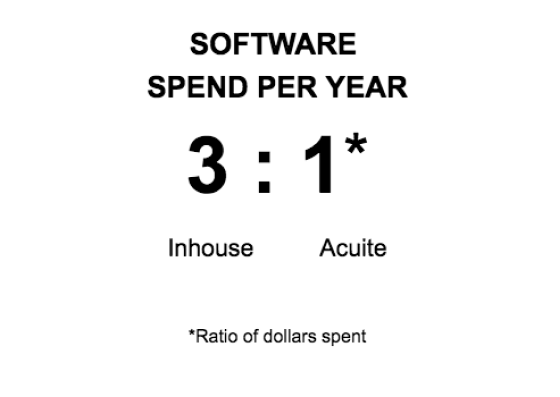 SOFTWARE
SPEND PER YEAR
3 : 1*
Inhouse Acuite
*Ratio of dollars spent